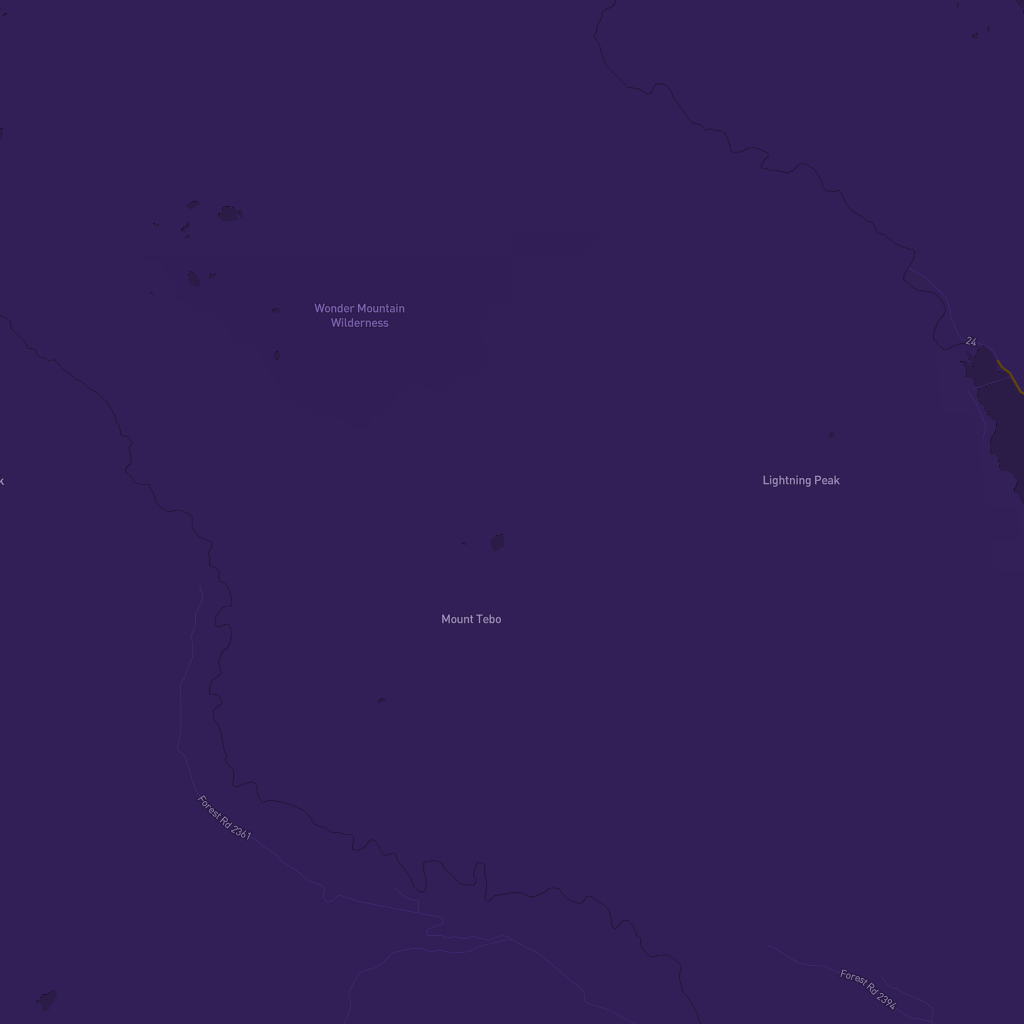 Wonder Mountain
Wilderness
24
k
Lightning Peak
Mount Tebo
Forest Rd 2361
Forest Rd 2394